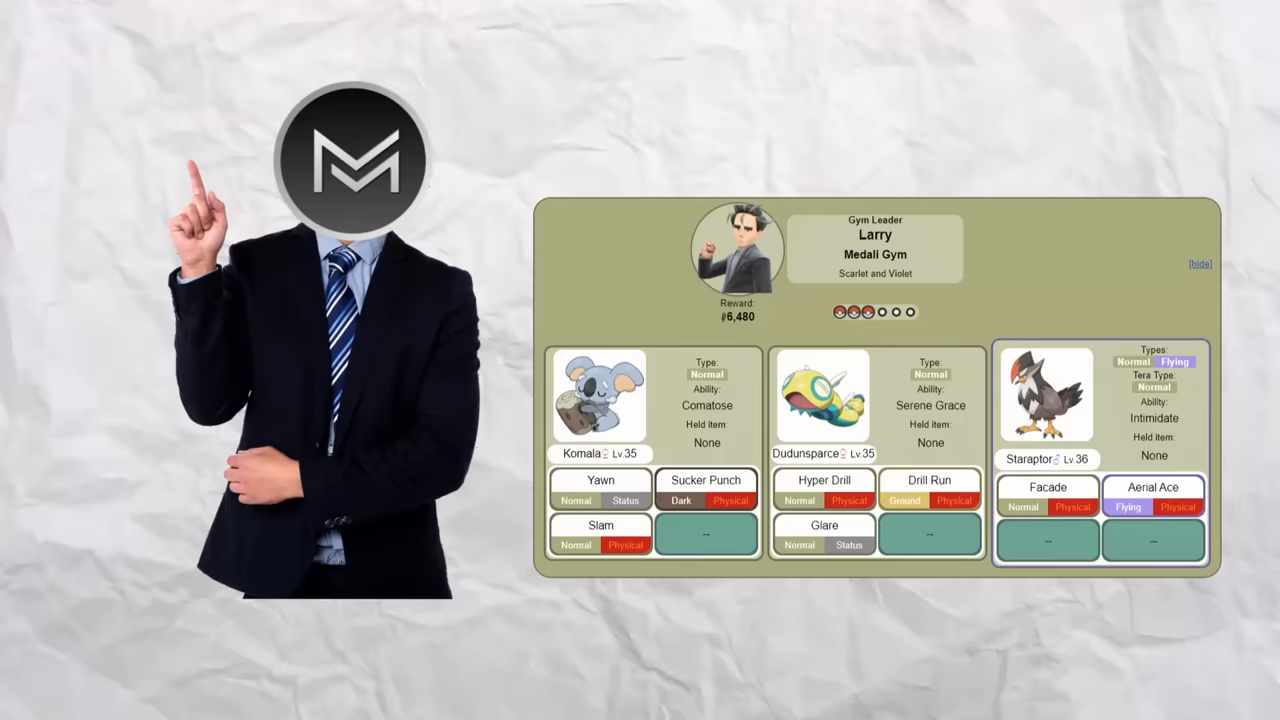 M
Gym Leader
Larry
Medali Gym
Scarlet and Violet
[hide]
Reward:
₽6,480
Type:
Normal
Ability:
Comatose
Held item:
None
Komala♀ Lv.35
Yawn
Normal Status
Sucker Punch
Dark Physical
Slam
Normal Physical
--
Type:
Normal
Ability:
Serene Grace
Held item:
None
Dudunsparce♀ Lv.35
Hyper Drill
Normal Physical
Drill Run
Ground Physical
Glare
Normal Status
--
Types:
Normal Flying
Tera Type:
Normal
Ability:
Intimidate
Held item:
None
Staraptor♂ Lv.36
Facade
Normal Physical
Aerial Ace
Flying Physical
--
--